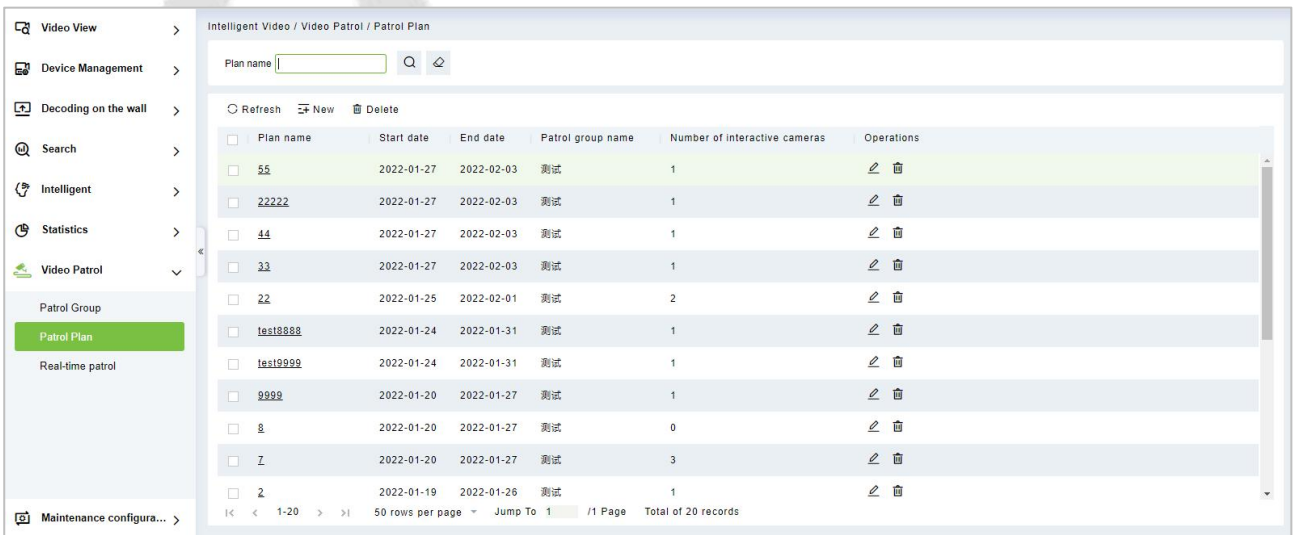 Video View
Device Management
Decoding on the wall
Search
Intelligent
Statistics
Video Patrol
Patrol Group
Patrol Plan
Real-time patrol
Maintenance configura...
Intelligent Video / Video Patrol / Patrol Plan
Plan name
Refresh New Delete
Plan name Start date End date Patrol group name Number of interactive cameras Operations
55 2022-01-27 2022-02-03 测试 1
22222 2022-01-27 2022-02-03 测试 1
44 2022-01-27 2022-02-03 测试 1
33 2022-01-27 2022-02-03 测试 1
22 2022-01-25 2022-02-01 测试 2
test8888 2022-01-24 2022-01-31 测试 1
test9999 2022-01-24 2022-01-31 测试 1
9999 2022-01-20 2022-01-27 测试 1
8 2022-01-20 2022-01-27 测试 0
7 2022-01-20 2022-01-27 测试 3
2 2022-01-19 2022-01-26 测试 1
1-20 50 rows per page Jump To 1 /1 Page Total of 20 records